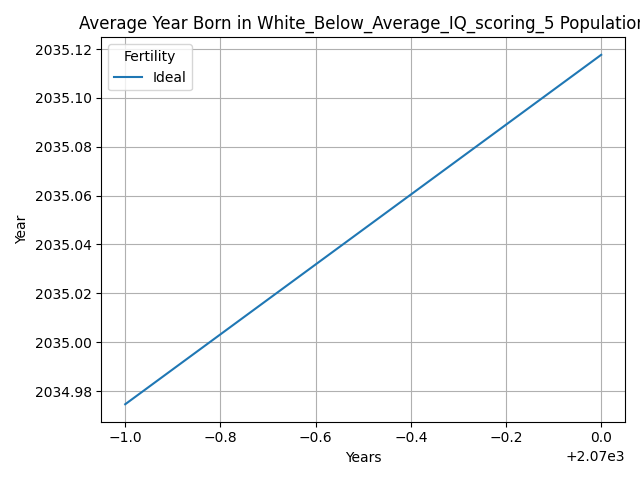 Average Year Born in White_Below_Average_IQ_scoring_5 Population
Fertility
Ideal
2035.12
2035.10
2035.08
2035.06
2035.04
2035.02
2035.00
2034.98
Year
−1.0 −0.8 −0.6 −0.4 −0.2 0.0
Years
+2.07e3